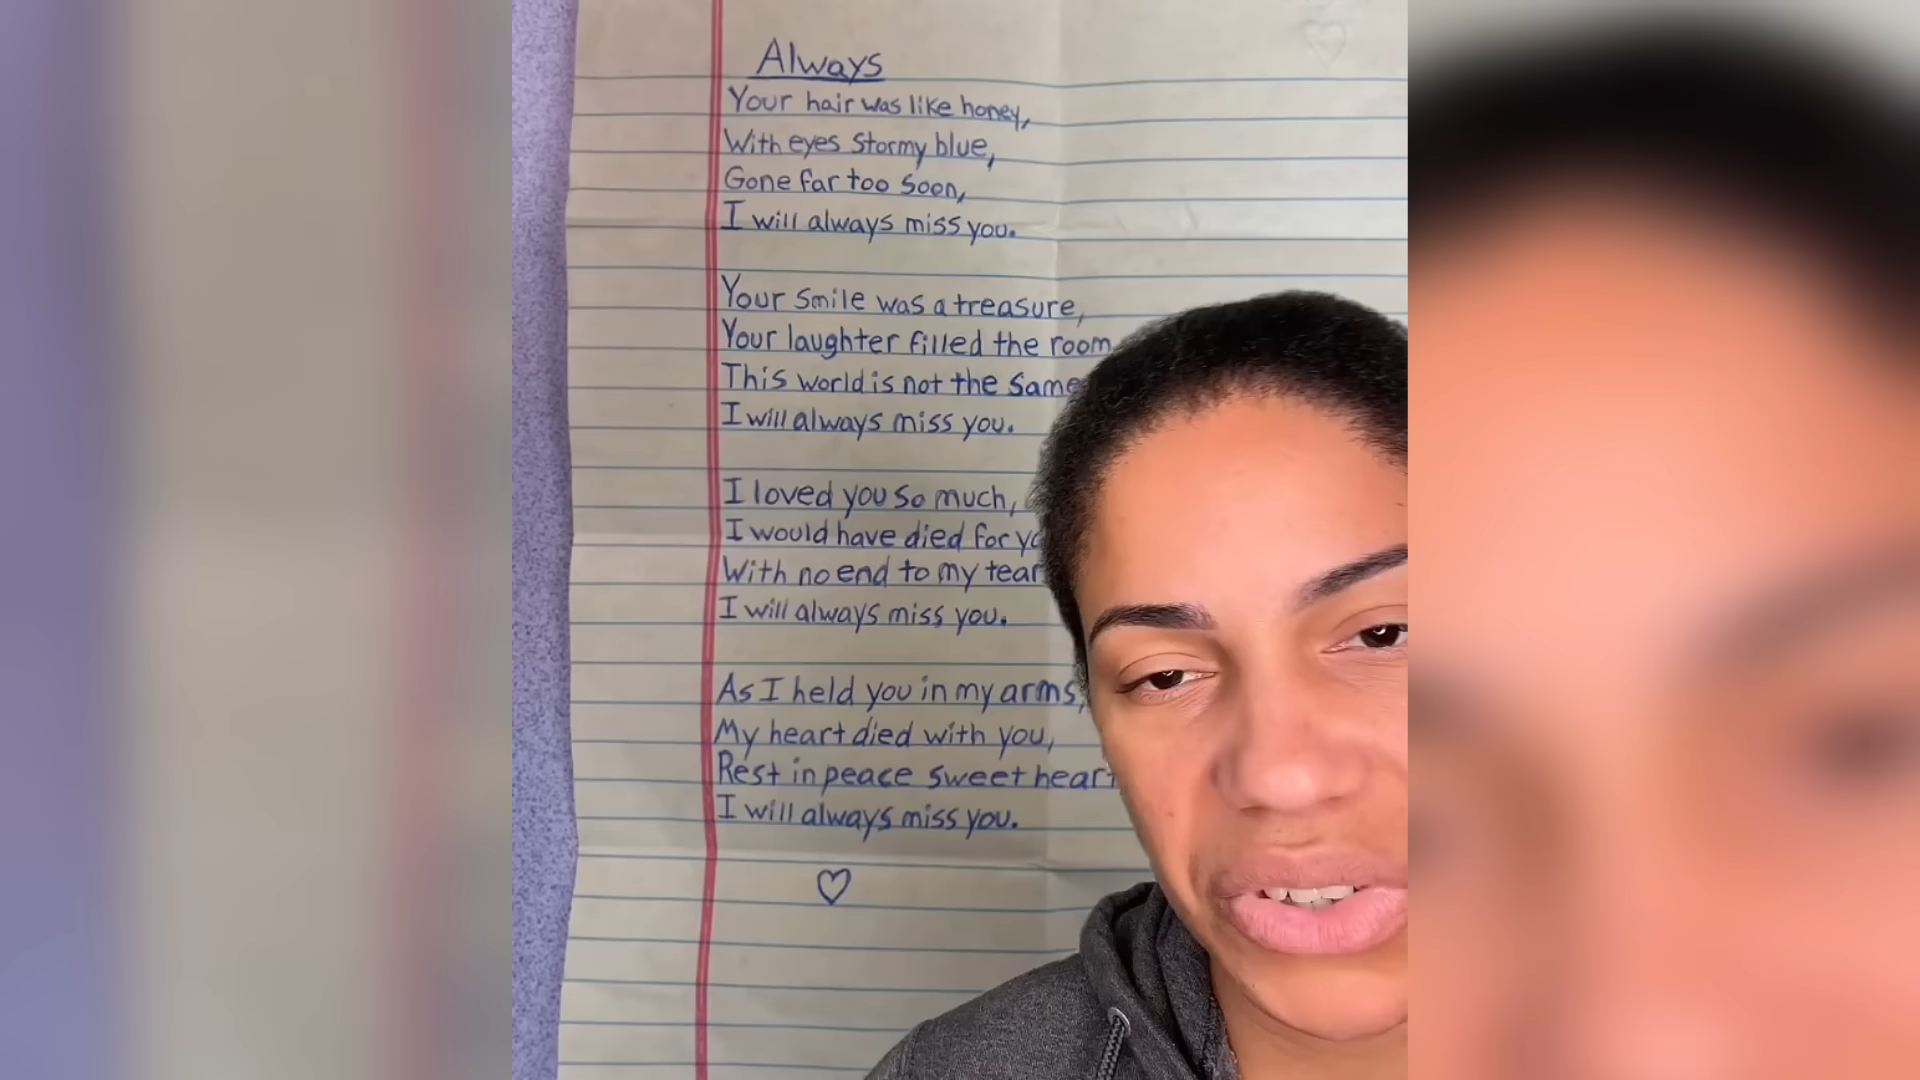 Always
Your hair was like honey,
With eyes stormy blue,
Gone far too soon,
I will always miss you.
Your smile was a treasure,
Your laughter filled the room
This world is not the same
I will always miss you.
I loved you so much,
I would have died for
With no end to my
I will always miss you.
As I held you in my arms,
My heart died with you,
Rest in peace sweet
I will always miss you.